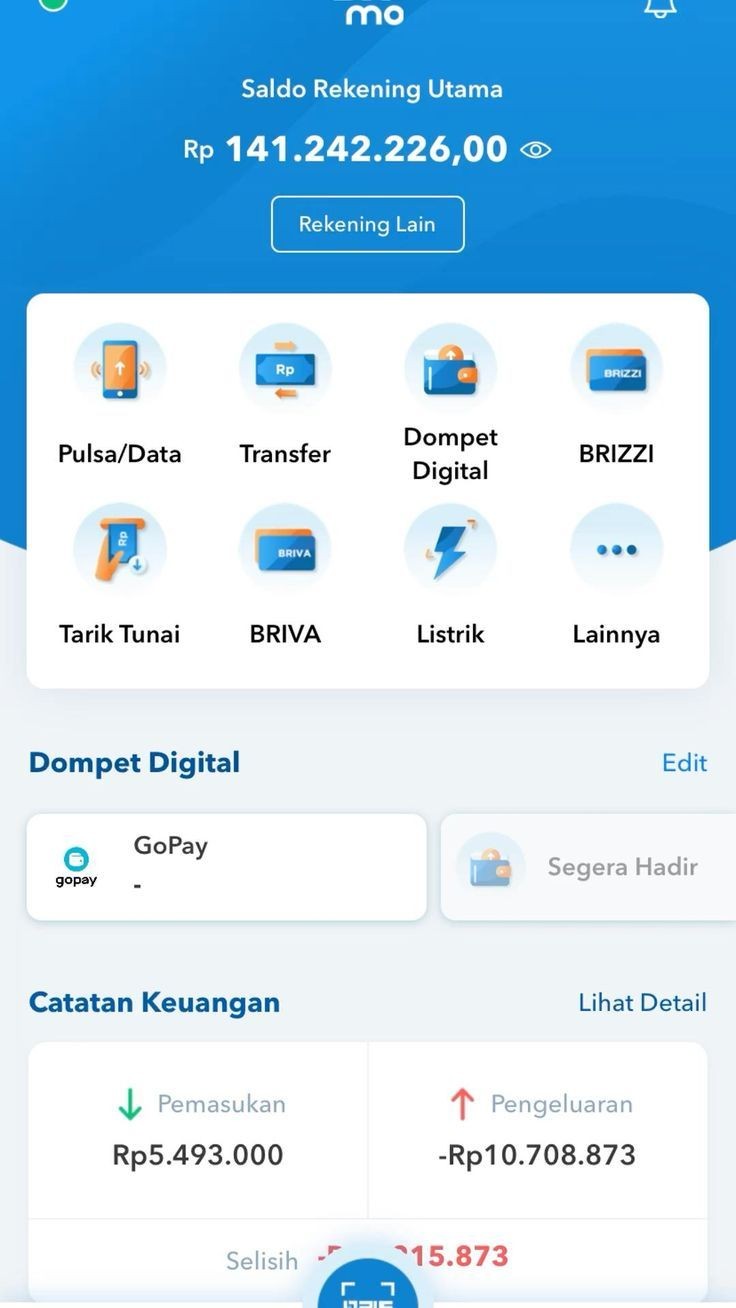 mo
Saldo Rekening Utama
Rp 141.242.226,00
Rekening Lain
Rp
BRIZZI
Pulsa/Data
Transfer
Dompet
Digital
BRIZZI
Rp
BRIVA
Tarik Tunai
BRIVA
Listrik
Lainnya
Dompet Digital
Edit
gopay
GoPay
-
Segera Hadir
Catatan Keuangan
Lihat Detail
Pemasukan
Pengeluaran
Rp5.493.000
-Rp10.708.873
Selisih
15.873